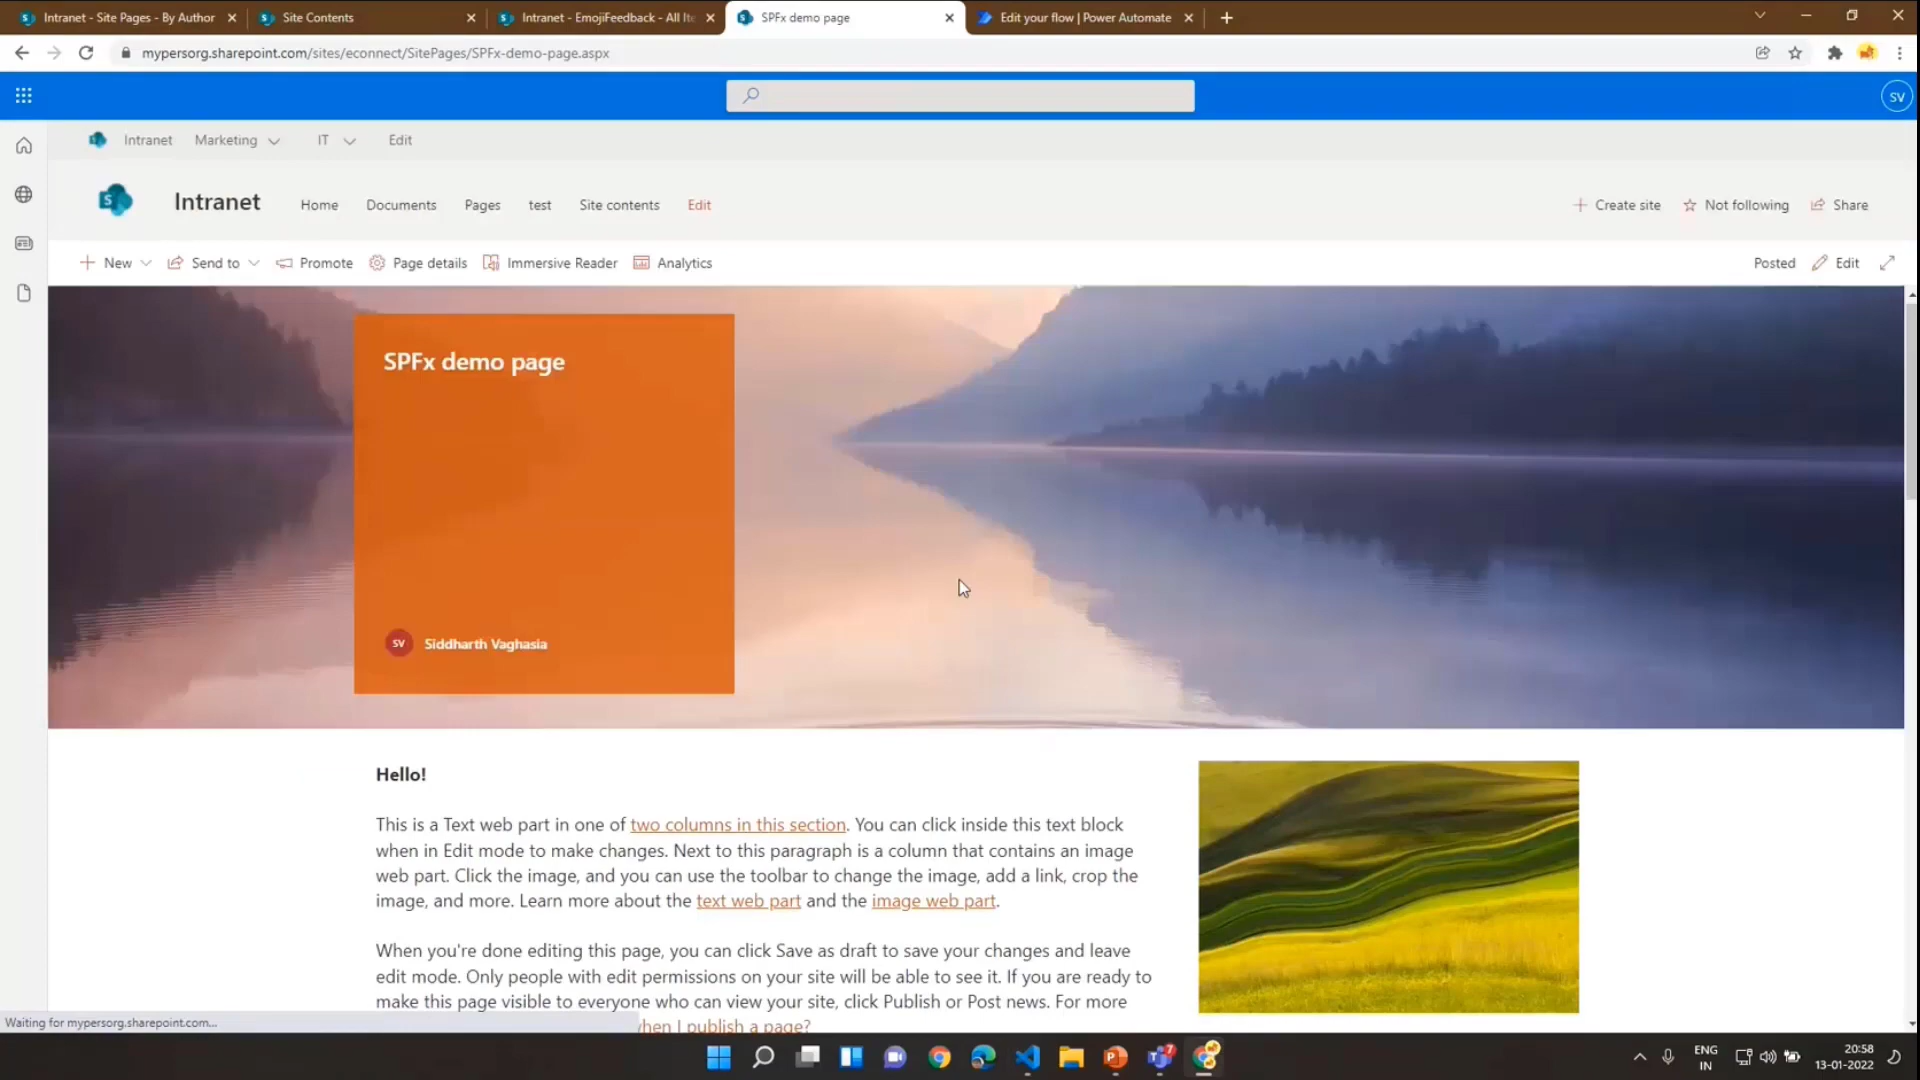 Intranet - Site Pages - By Author
Site Contents
Intranet - EmojiFeedback - All Ite
SPFx demo page
Edit your flow | Power Automate
mypersorg.sharepoint.com/sites/econnect/SitePages/SPFx-demo-page.aspx
SV
Intranet Marketing IT Edit
Intranet Home Documents Pages test Site contents Edit
Create site Not following Share
New Send to Promote Page details Immersive Reader Analytics
Posted Edit
SPFx demo page
SV Siddharth Vaghasia
Hello!
This is a Text web part in one of two columns in this section. You can click inside this text block
when in Edit mode to make changes. Next to this paragraph is a column that contains an image
web part. Click the image, and you can use the toolbar to change the image, add a link, crop the
image, and more. Learn more about the text web part and the image web part.
When you're done editing this page, you can click Save as draft to save your changes and leave
edit mode. Only people with edit permissions on your site will be able to see it. If you are ready to
make this page visible to everyone who can view your site, click Publish or Post news. For more
when I publish a page?
Waiting for mypersorg.sharepoint.com...
7
ENG
IN
20:58
13-01-2022